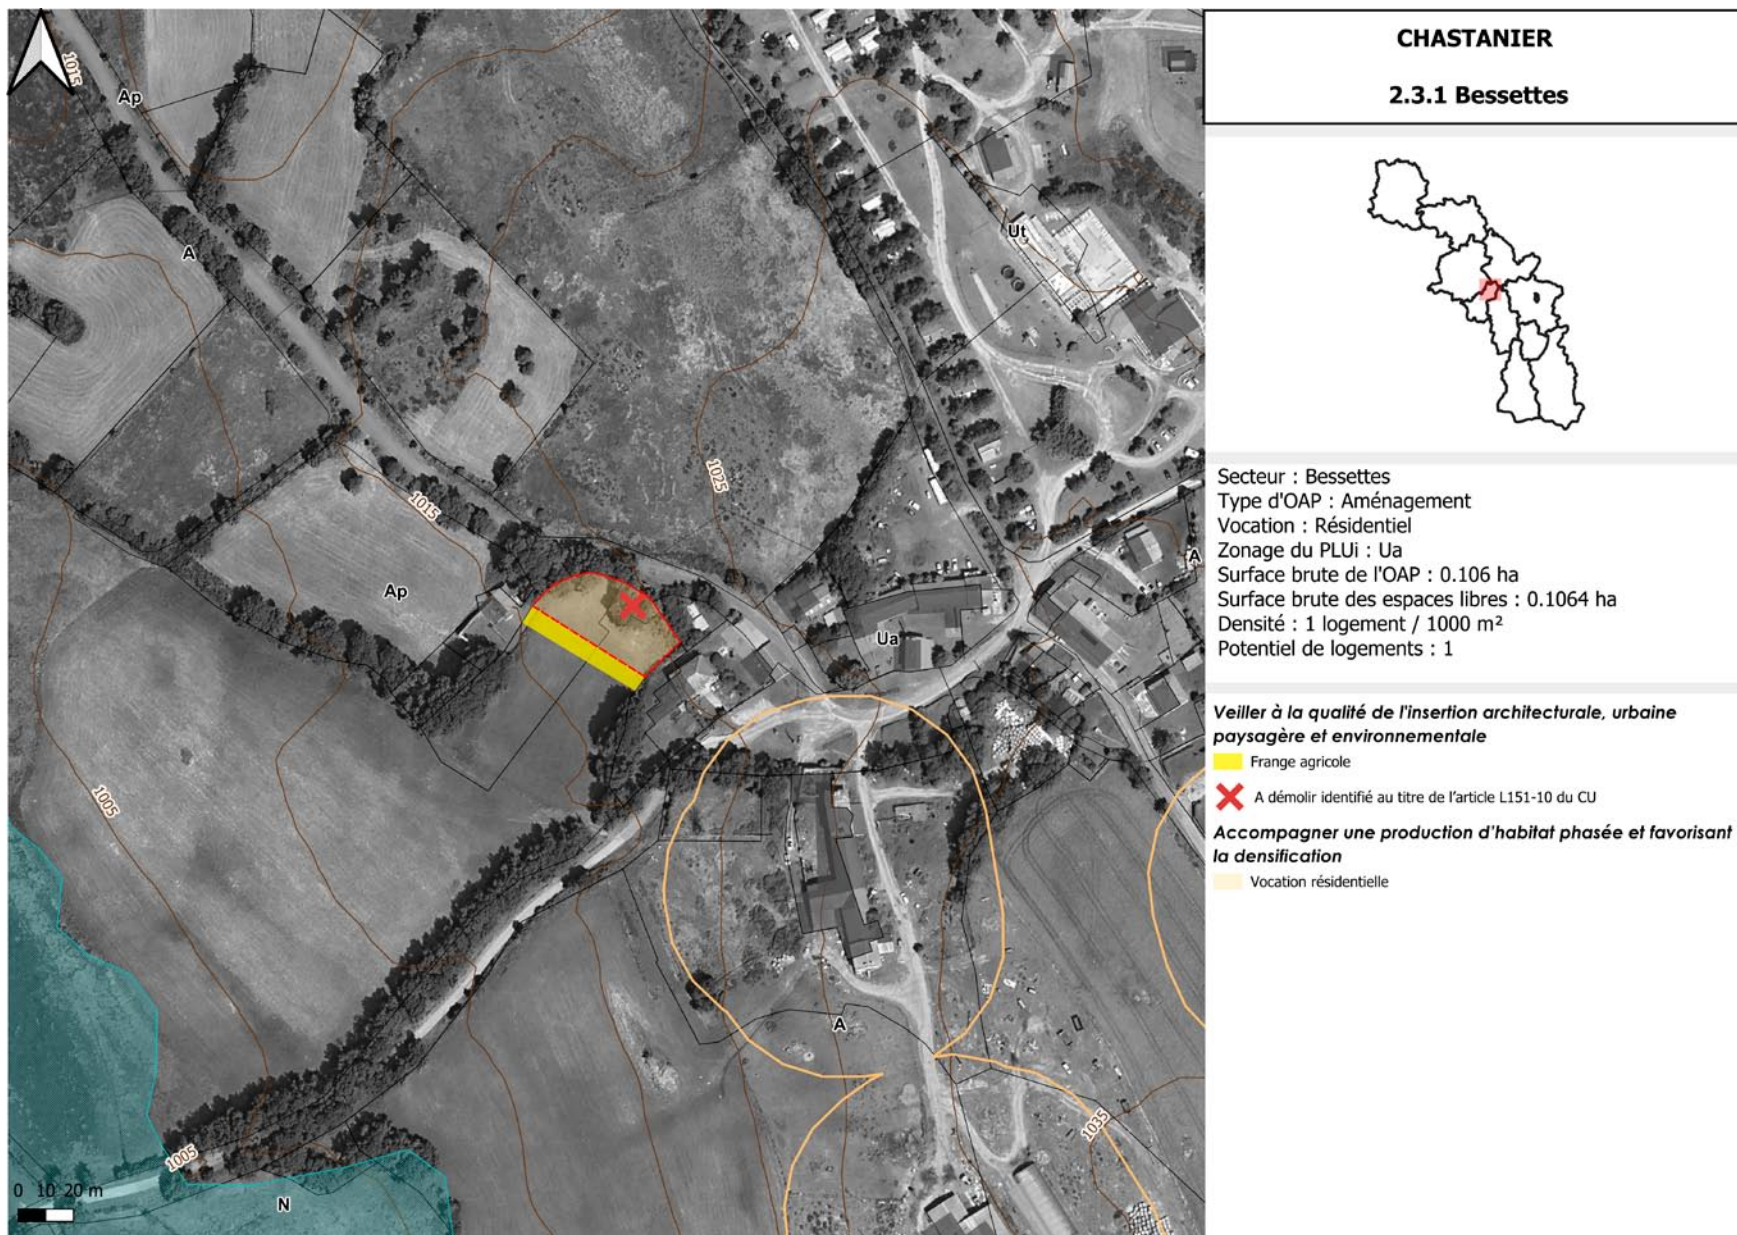 CHASTANIER
2.3.1 Bessettes
Secteur : Bessettes
Type d'OAP : Aménagement
Vocation : Résidentiel
Zonage du PLUi : Ua
Surface brute de l'OAP : 0.106 ha
Surface brute des espaces libres : 0.1064 ha
Densité : 1 logement / 1000 m²
Potentiel de logements : 1
Veiller à la qualité de l'insertion architecturale, urbaine
paysagère et environnementale
Frange agricole
A démolir identifié au titre de l'article L151-10 du CU
Accompagner une production d'habitat phasée et favorisant
la densification
Vocation résidentielle
1015
Ap
A
Ut
1025
1015
A
Ap
Ua
1005
A
1035
1005
N
0 10 20 m